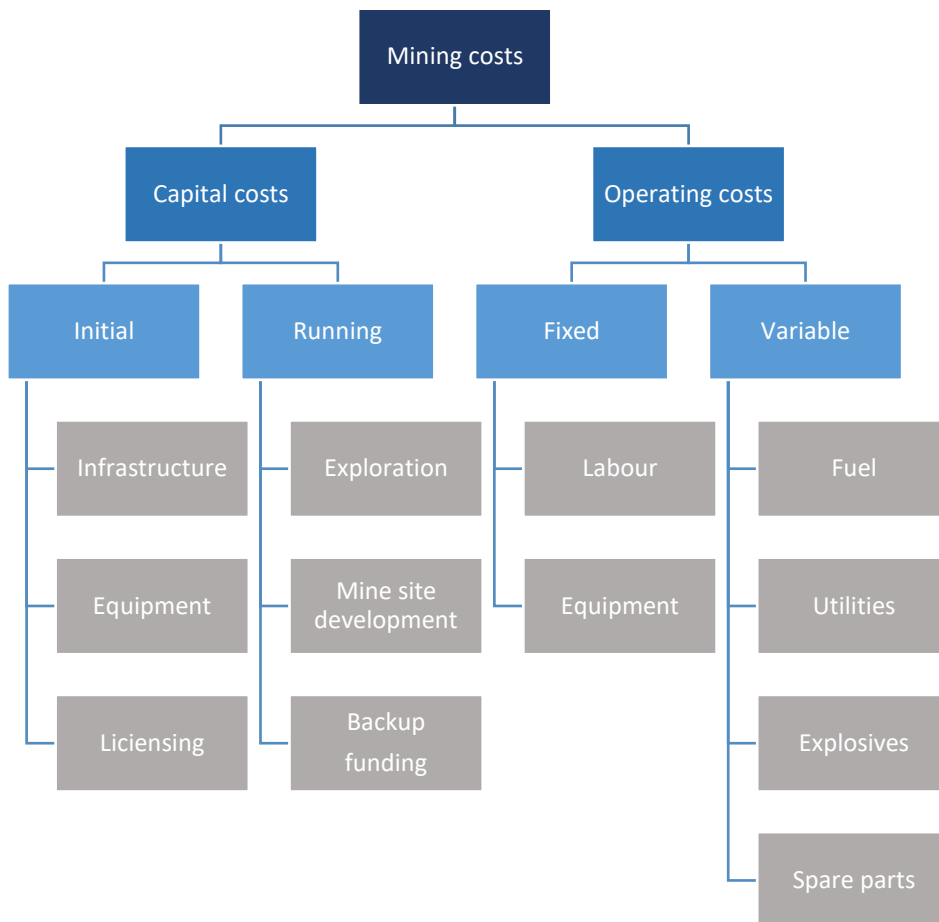 Mining costs
Capital costs
Operating costs
Initial
Running
Fixed
Variable
Infrastructure
Exploration
Labour
Fuel
Equipment
Mine site
development
Equipment
Utilities
Liciensing
Backup
funding
Explosives
Spare parts